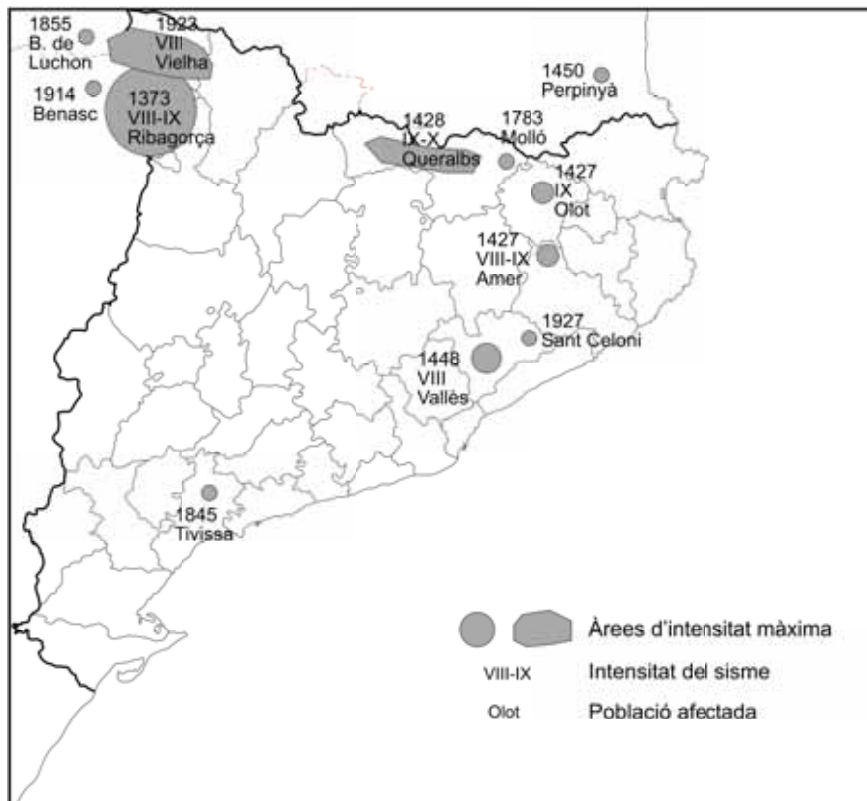 1855
B. de
Luchon
1923
VIII
Vielha
1914
Benasc
1373
VIII-IX
Ribagorça
1428
IX-X
Queralbs
1783
Molló
1450
Perpinyà
1427
IX
Olot
1427
VIII-IX
Amer
1927
Sant Celoni
1448
VIII
Vallès
1845
Tivissa
Àrees d'intensitat màxima
VIII-IX
Intensitat del sisme
Olot
Població afectada